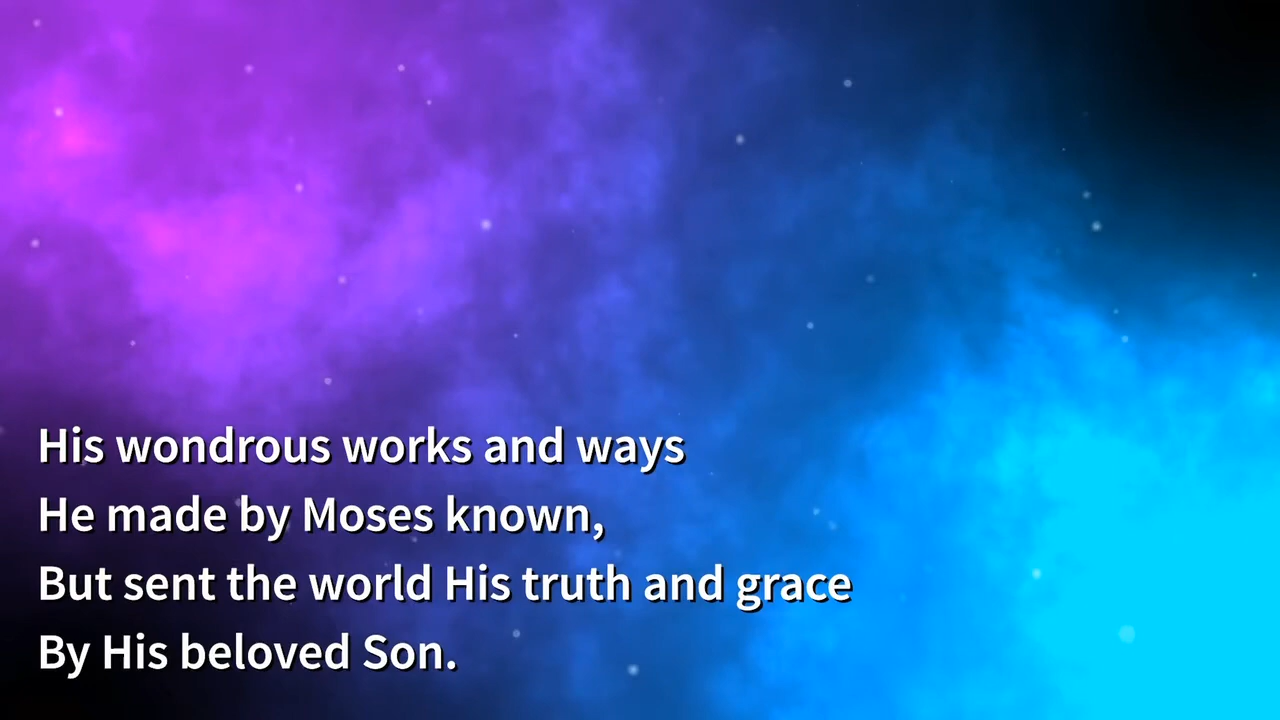 His wondrous works and ways
He made by Moses known,
But sent the world His truth and grace
By His beloved Son.